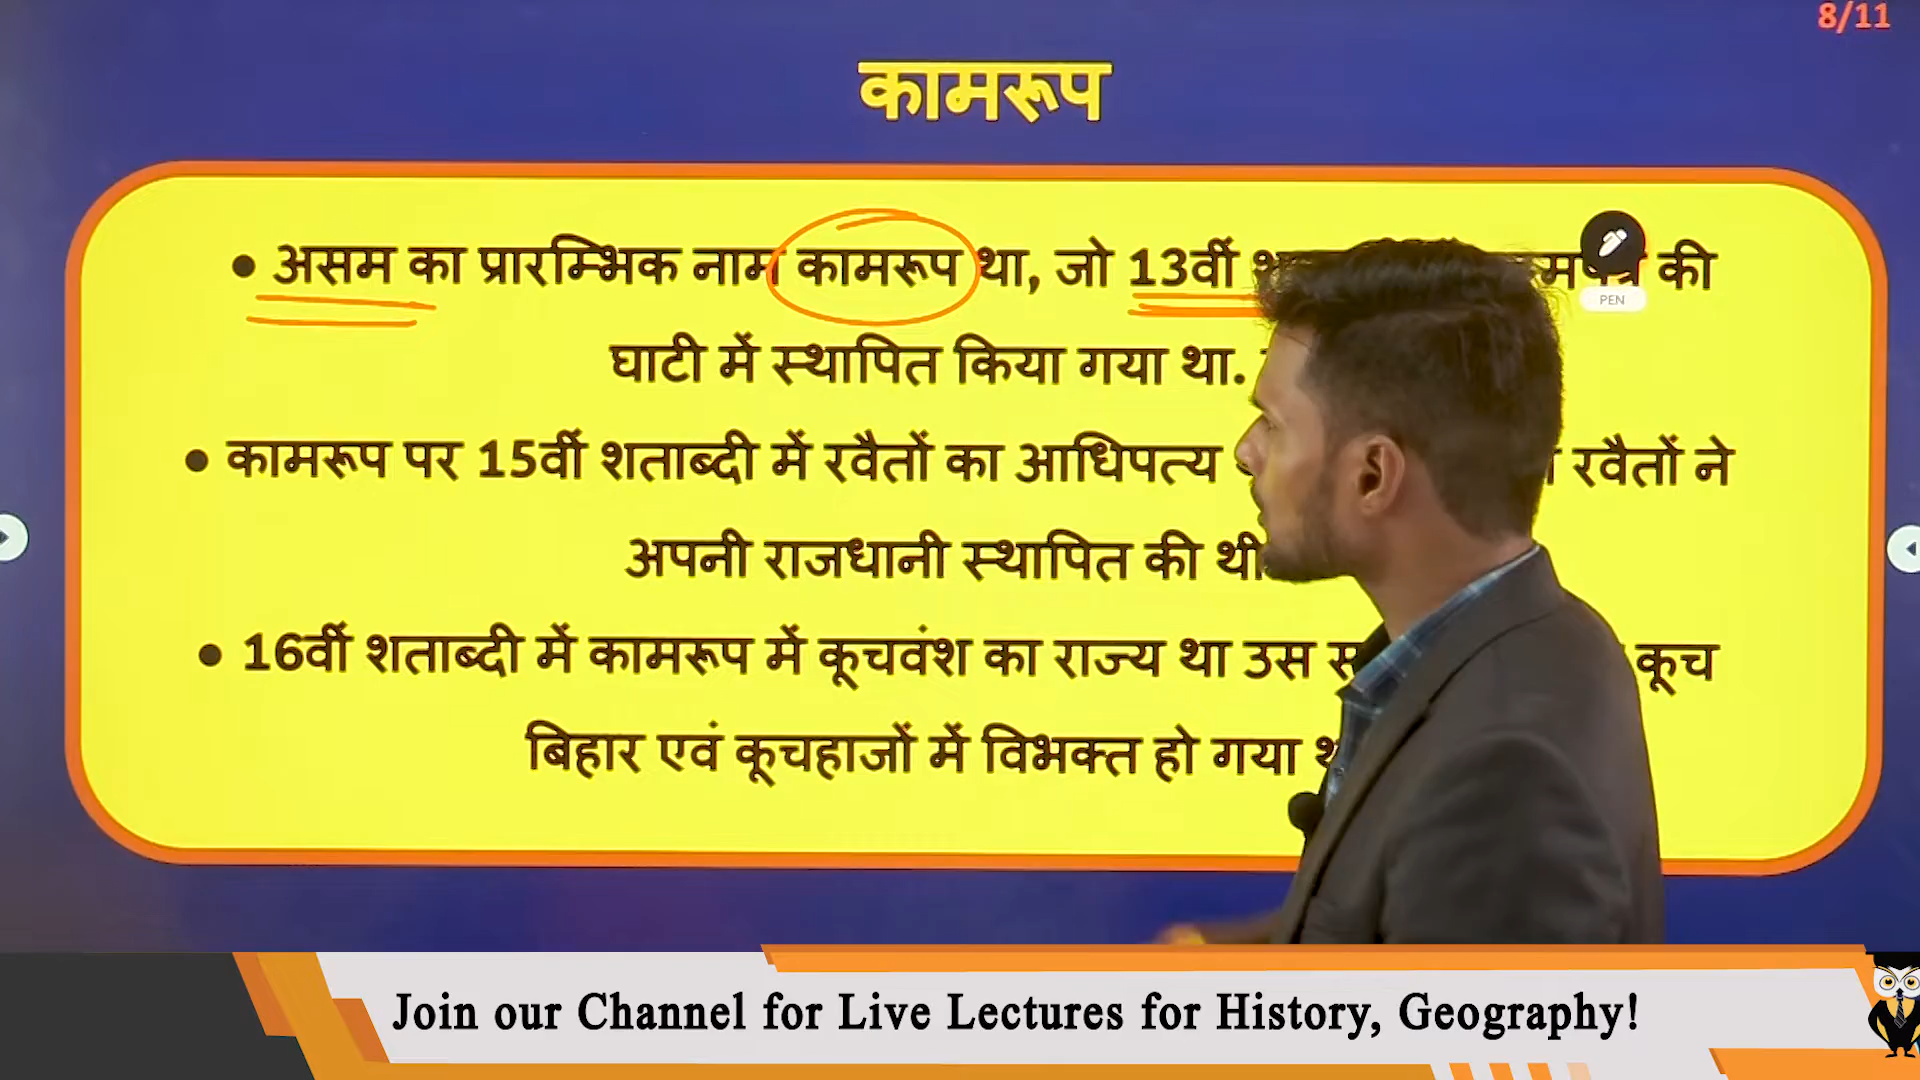 8/11
कामरूप
• असम का प्रारम्भिक नाम कामरूप था, जो 13वीं की
PEN
घाटी में स्थापित किया गया था.
• कामरूप पर 15वीं शताब्दी में रवैतों का आधिपत्य रवैतों ने
अपनी राजधानी स्थापित की थी
• 16वीं शताब्दी में कामरूप में कूचवंश का राज्य था उस कूच
बिहार एवं कूचहाजों में विभक्त हो गया
Join our Channel for Live Lectures for History, Geography!